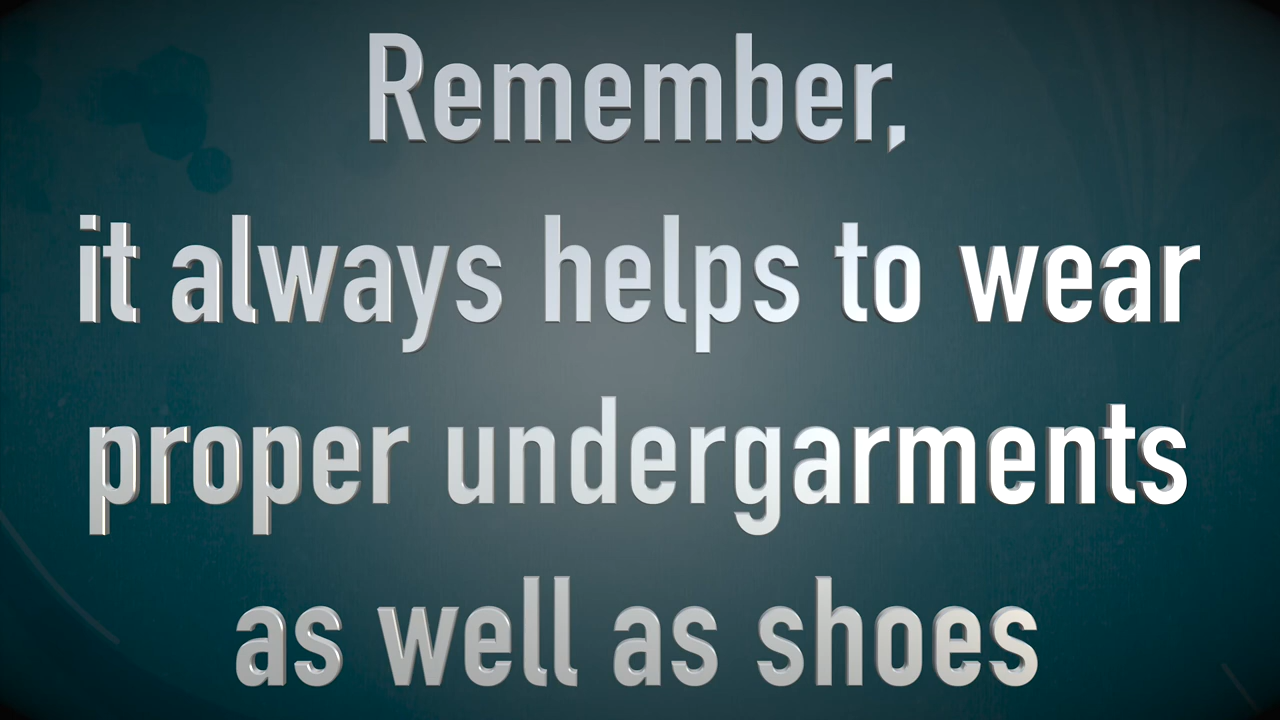 Remember,
it always helps to wear
proper undergarments
as well as shoes